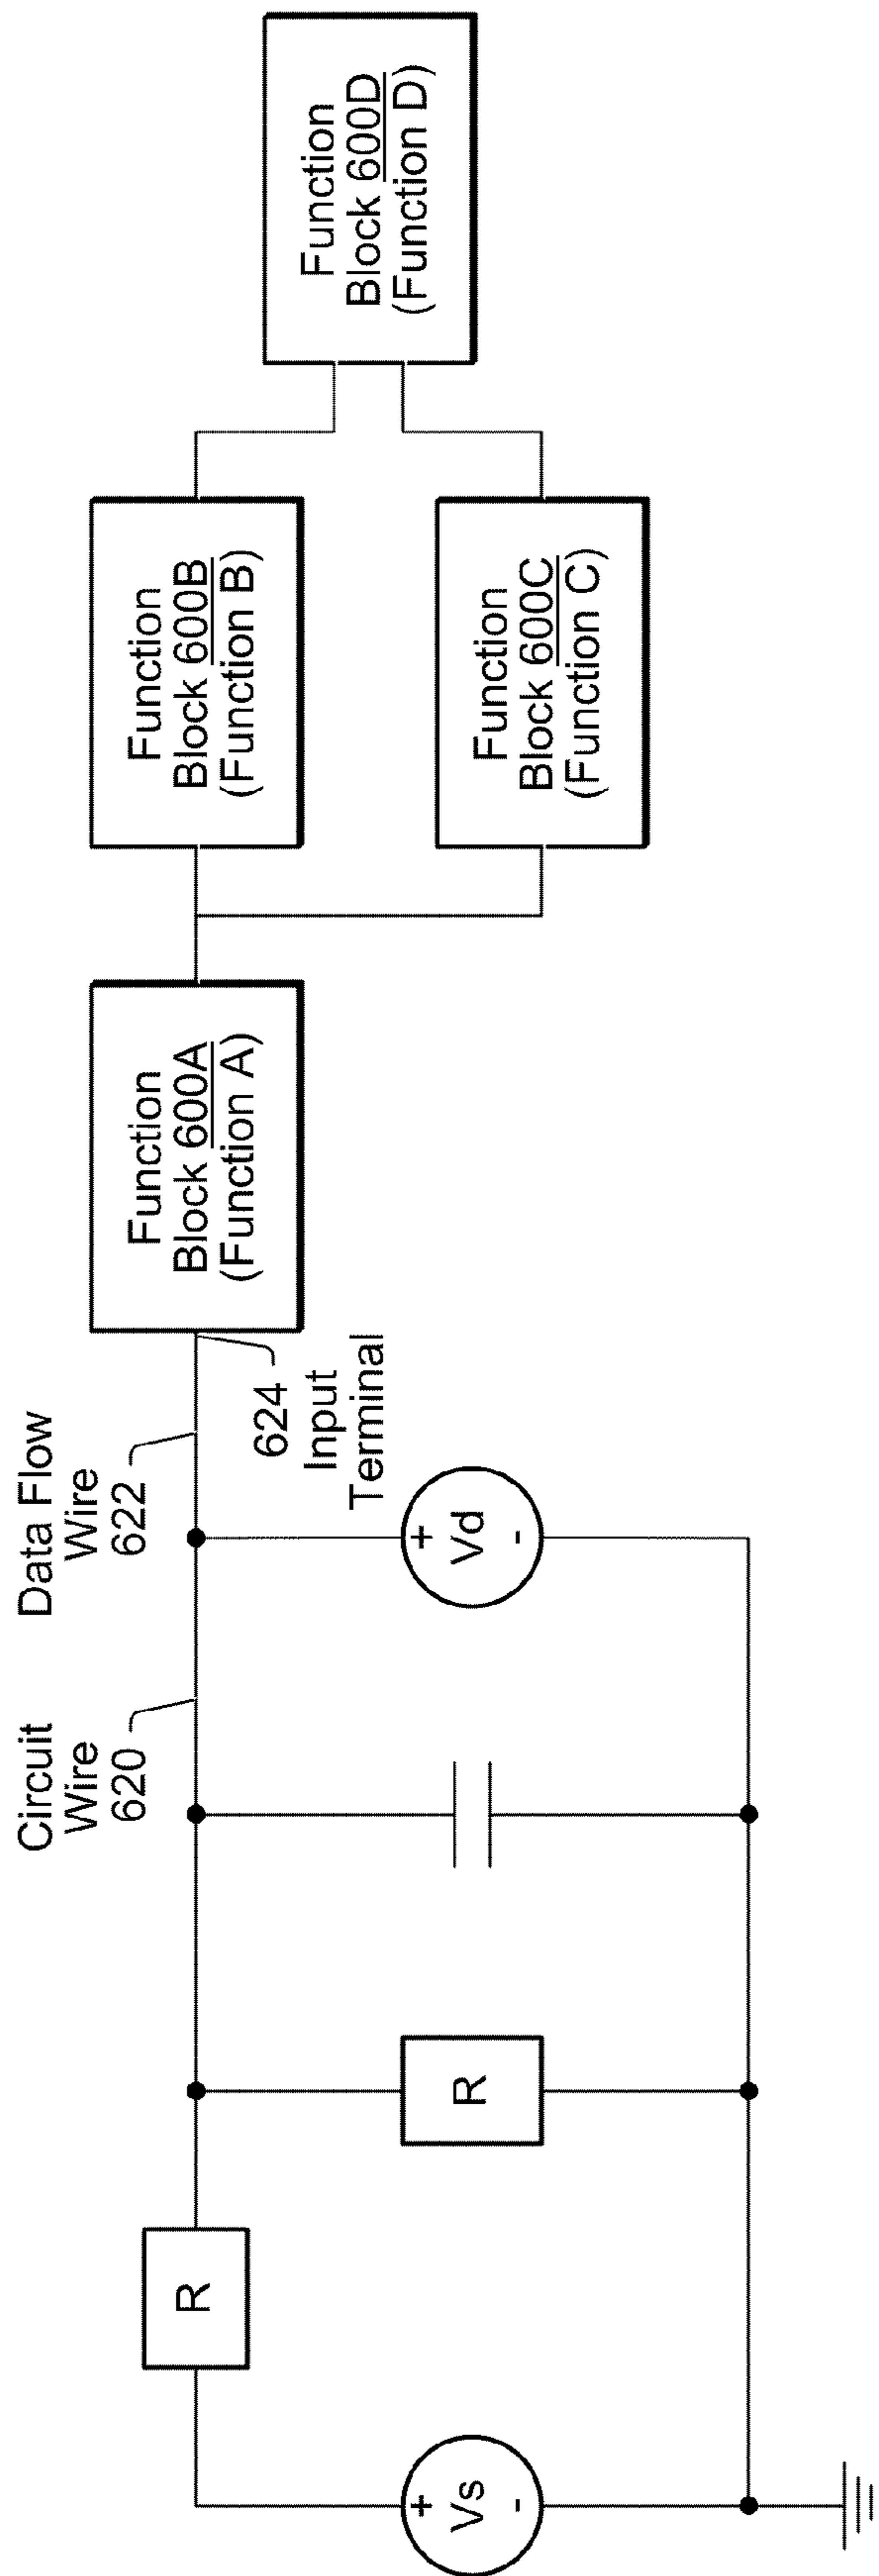 Circuit
Wire
620
Data Flow
Wire
622
624
Input
Terminal
Function
Block 600A
(Function A)
Function
Block 600B
(Function B)
Function
Block 600C
(Function C)
Function
Block 600D
(Function D)
R
R
+
Vs
-
+
Vd
-